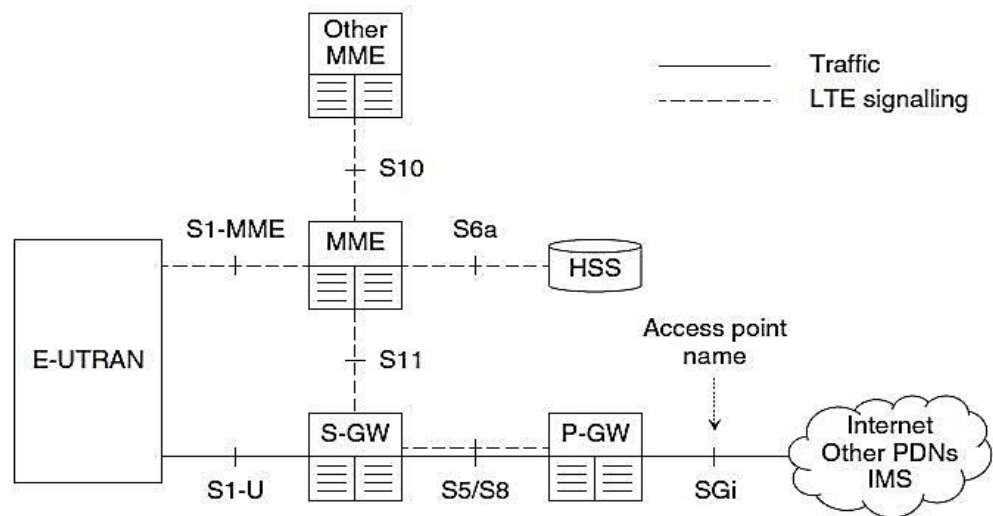 Other
MME
Traffic
LTE signalling
S10
S1-MME
MME
S6a
HSS
E-UTRAN
S11
Access point
name
S-GW
P-GW
Internet
Other PDNs
IMS
S1-U
S5/S8
SGi